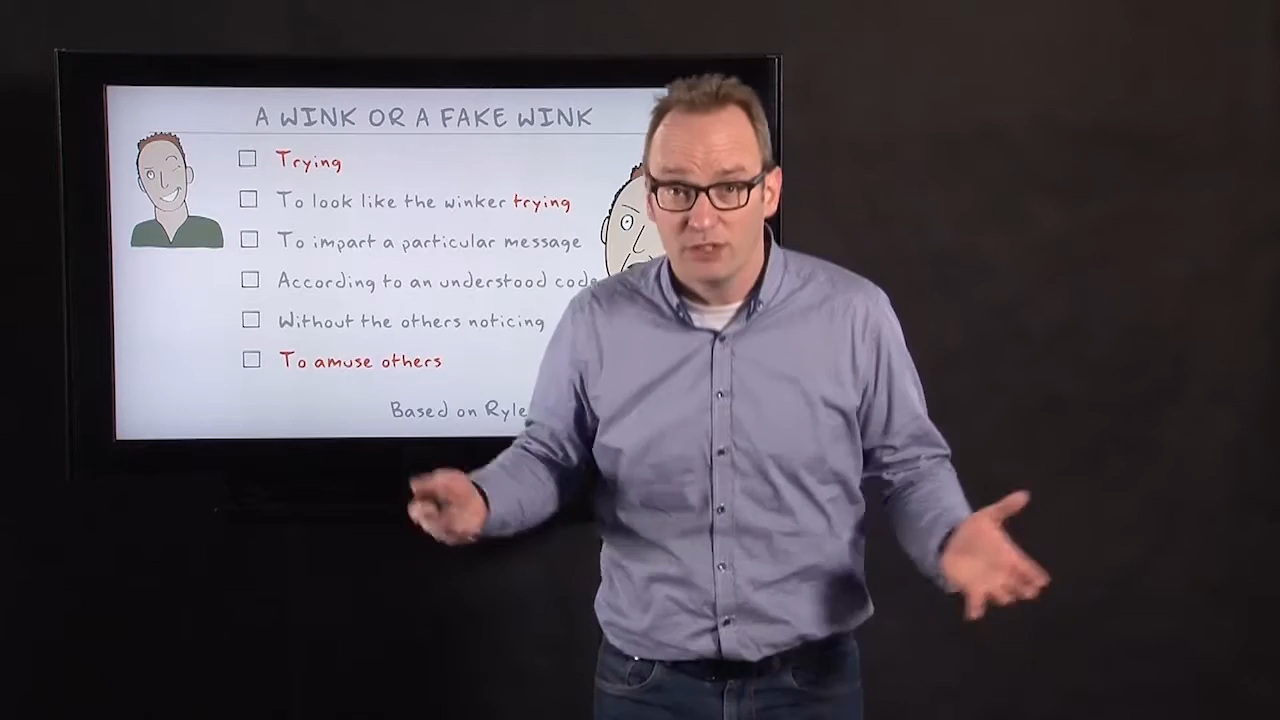 A WINK OR A FAKE WINK
Trying
To look like the winker trying
To impart a particular message
According to an understood code
Without the others noticing
To amuse others
Based on Ryle